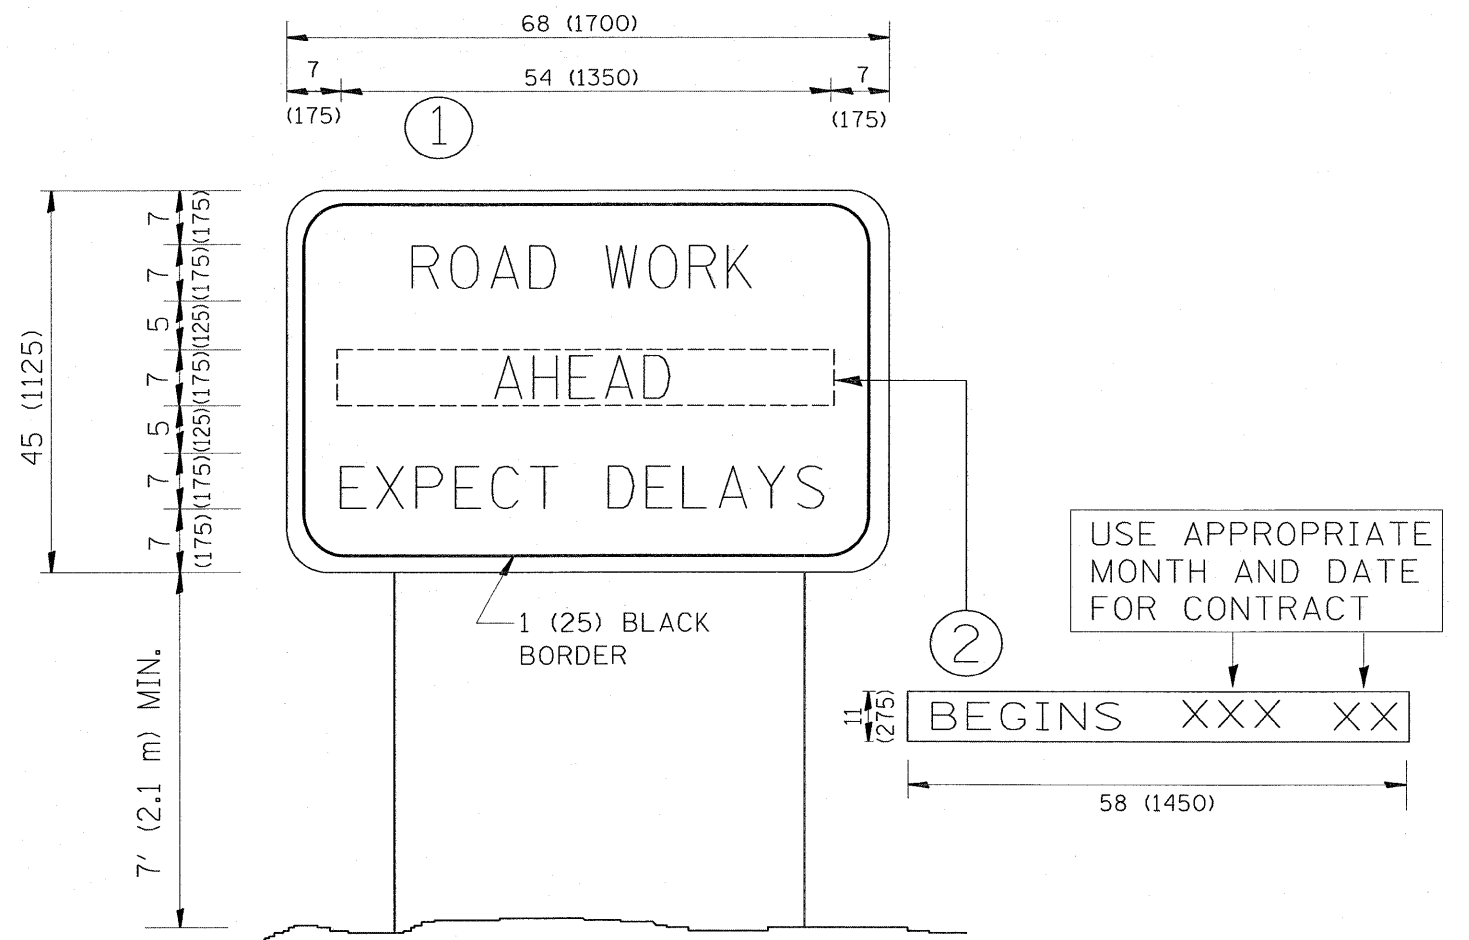 68 (1700)
7 54 (1350) 7
(175) (175)
1
45 (1125)
7 (175)
7 (175)
5 (125)
7 (175)
5 (125)
7 (175)
7 (175)
7' (2.1 m) MIN.
ROAD WORK
AHEAD
EXPECT DELAYS
1 (25) BLACK
BORDER
USE APPROPRIATE
MONTH AND DATE
FOR CONTRACT
2
11
(275)
BEGINS XXX XX
58 (1450)